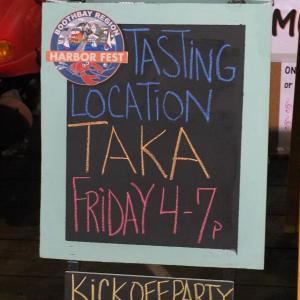 BOOTHBAY REGION
HARBOR FEST
TASTING
LOCATION
TAKA
FRIDAY 4-7P
KICK OFF PARTY